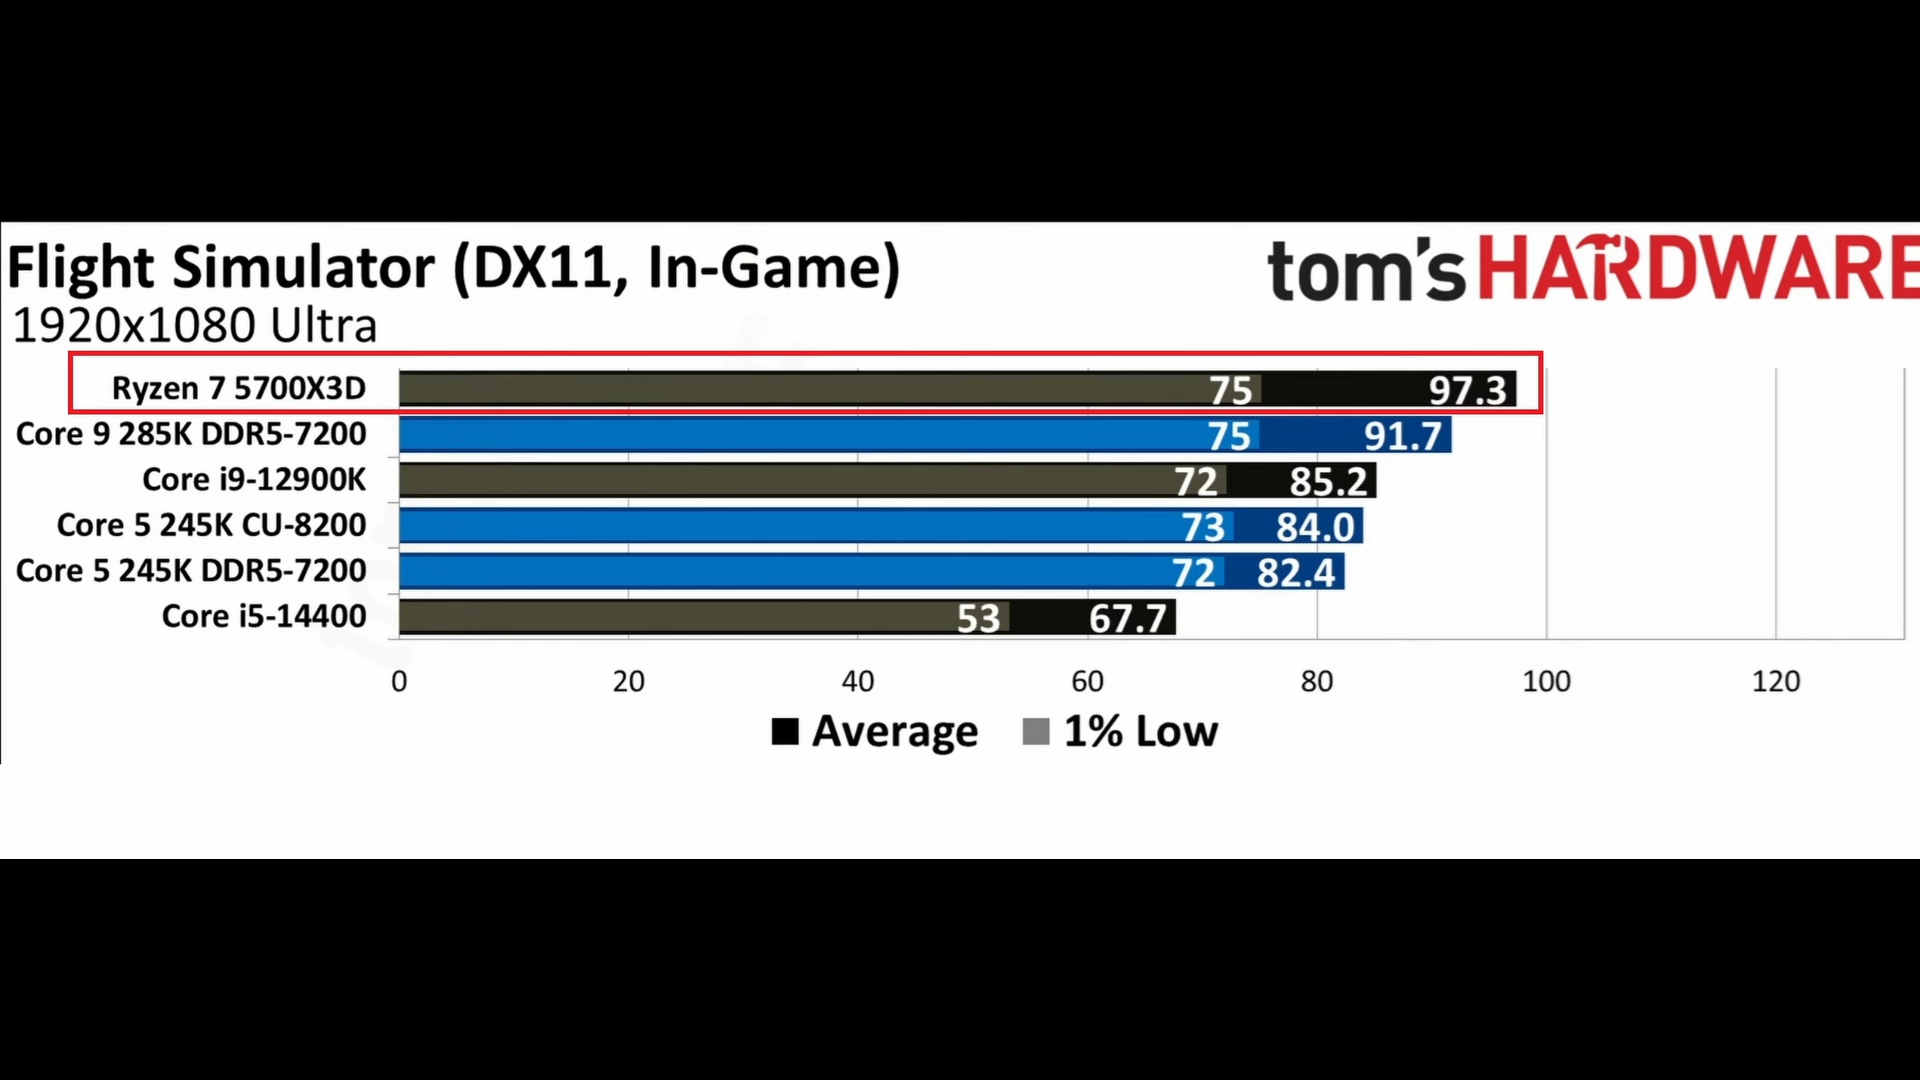 Flight Simulator (DX11, In-Game)
tom's HARDWARE
1920x1080 Ultra
Ryzen 7 5700X3D 75 97.3
Core 9 285K DDR5-7200 75 91.7
Core i9-12900K 72 85.2
Core 5 245K CU-8200 73 84.0
Core 5 245K DDR5-7200 72 82.4
Core i5-14400 53 67.7
0 20 40 60 80 100 120
Average 1% Low